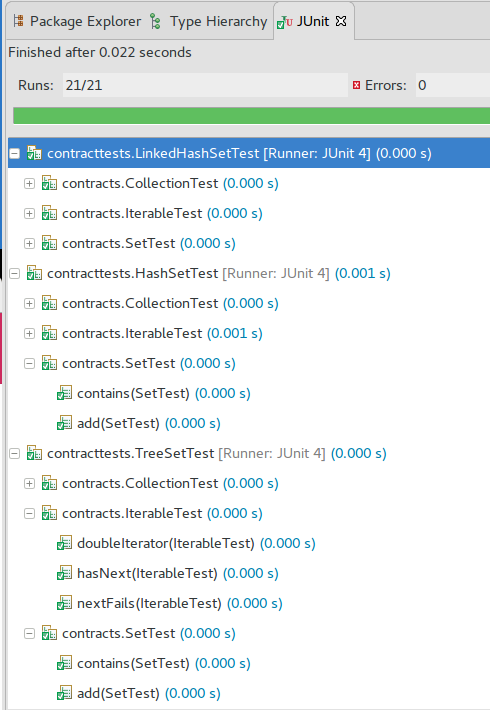 Package Explorer Type Hierarchy JUnit
Finished after 0.022 seconds
Runs: 21/21 Errors: 0
contracttests.LinkedHashSetTest [Runner: JUnit 4] (0.000 s)
contracts.CollectionTest (0.000 s)
contracts.IterableTest (0.000 s)
contracts.SetTest (0.000 s)
contracttests.HashSetTest [Runner: JUnit 4] (0.001 s)
contracts.CollectionTest (0.000 s)
contracts.IterableTest (0.001 s)
contracts.SetTest (0.000 s)
contains(SetTest) (0.000 s)
add(SetTest) (0.000 s)
contracttests.TreeSetTest [Runner: JUnit 4] (0.000 s)
contracts.CollectionTest (0.000 s)
contracts.IterableTest (0.000 s)
doubleIterator(IterableTest) (0.000 s)
hasNext(IterableTest) (0.000 s)
nextFails(IterableTest) (0.000 s)
contracts.SetTest (0.000 s)
contains(SetTest) (0.000 s)
add(SetTest) (0.000 s)